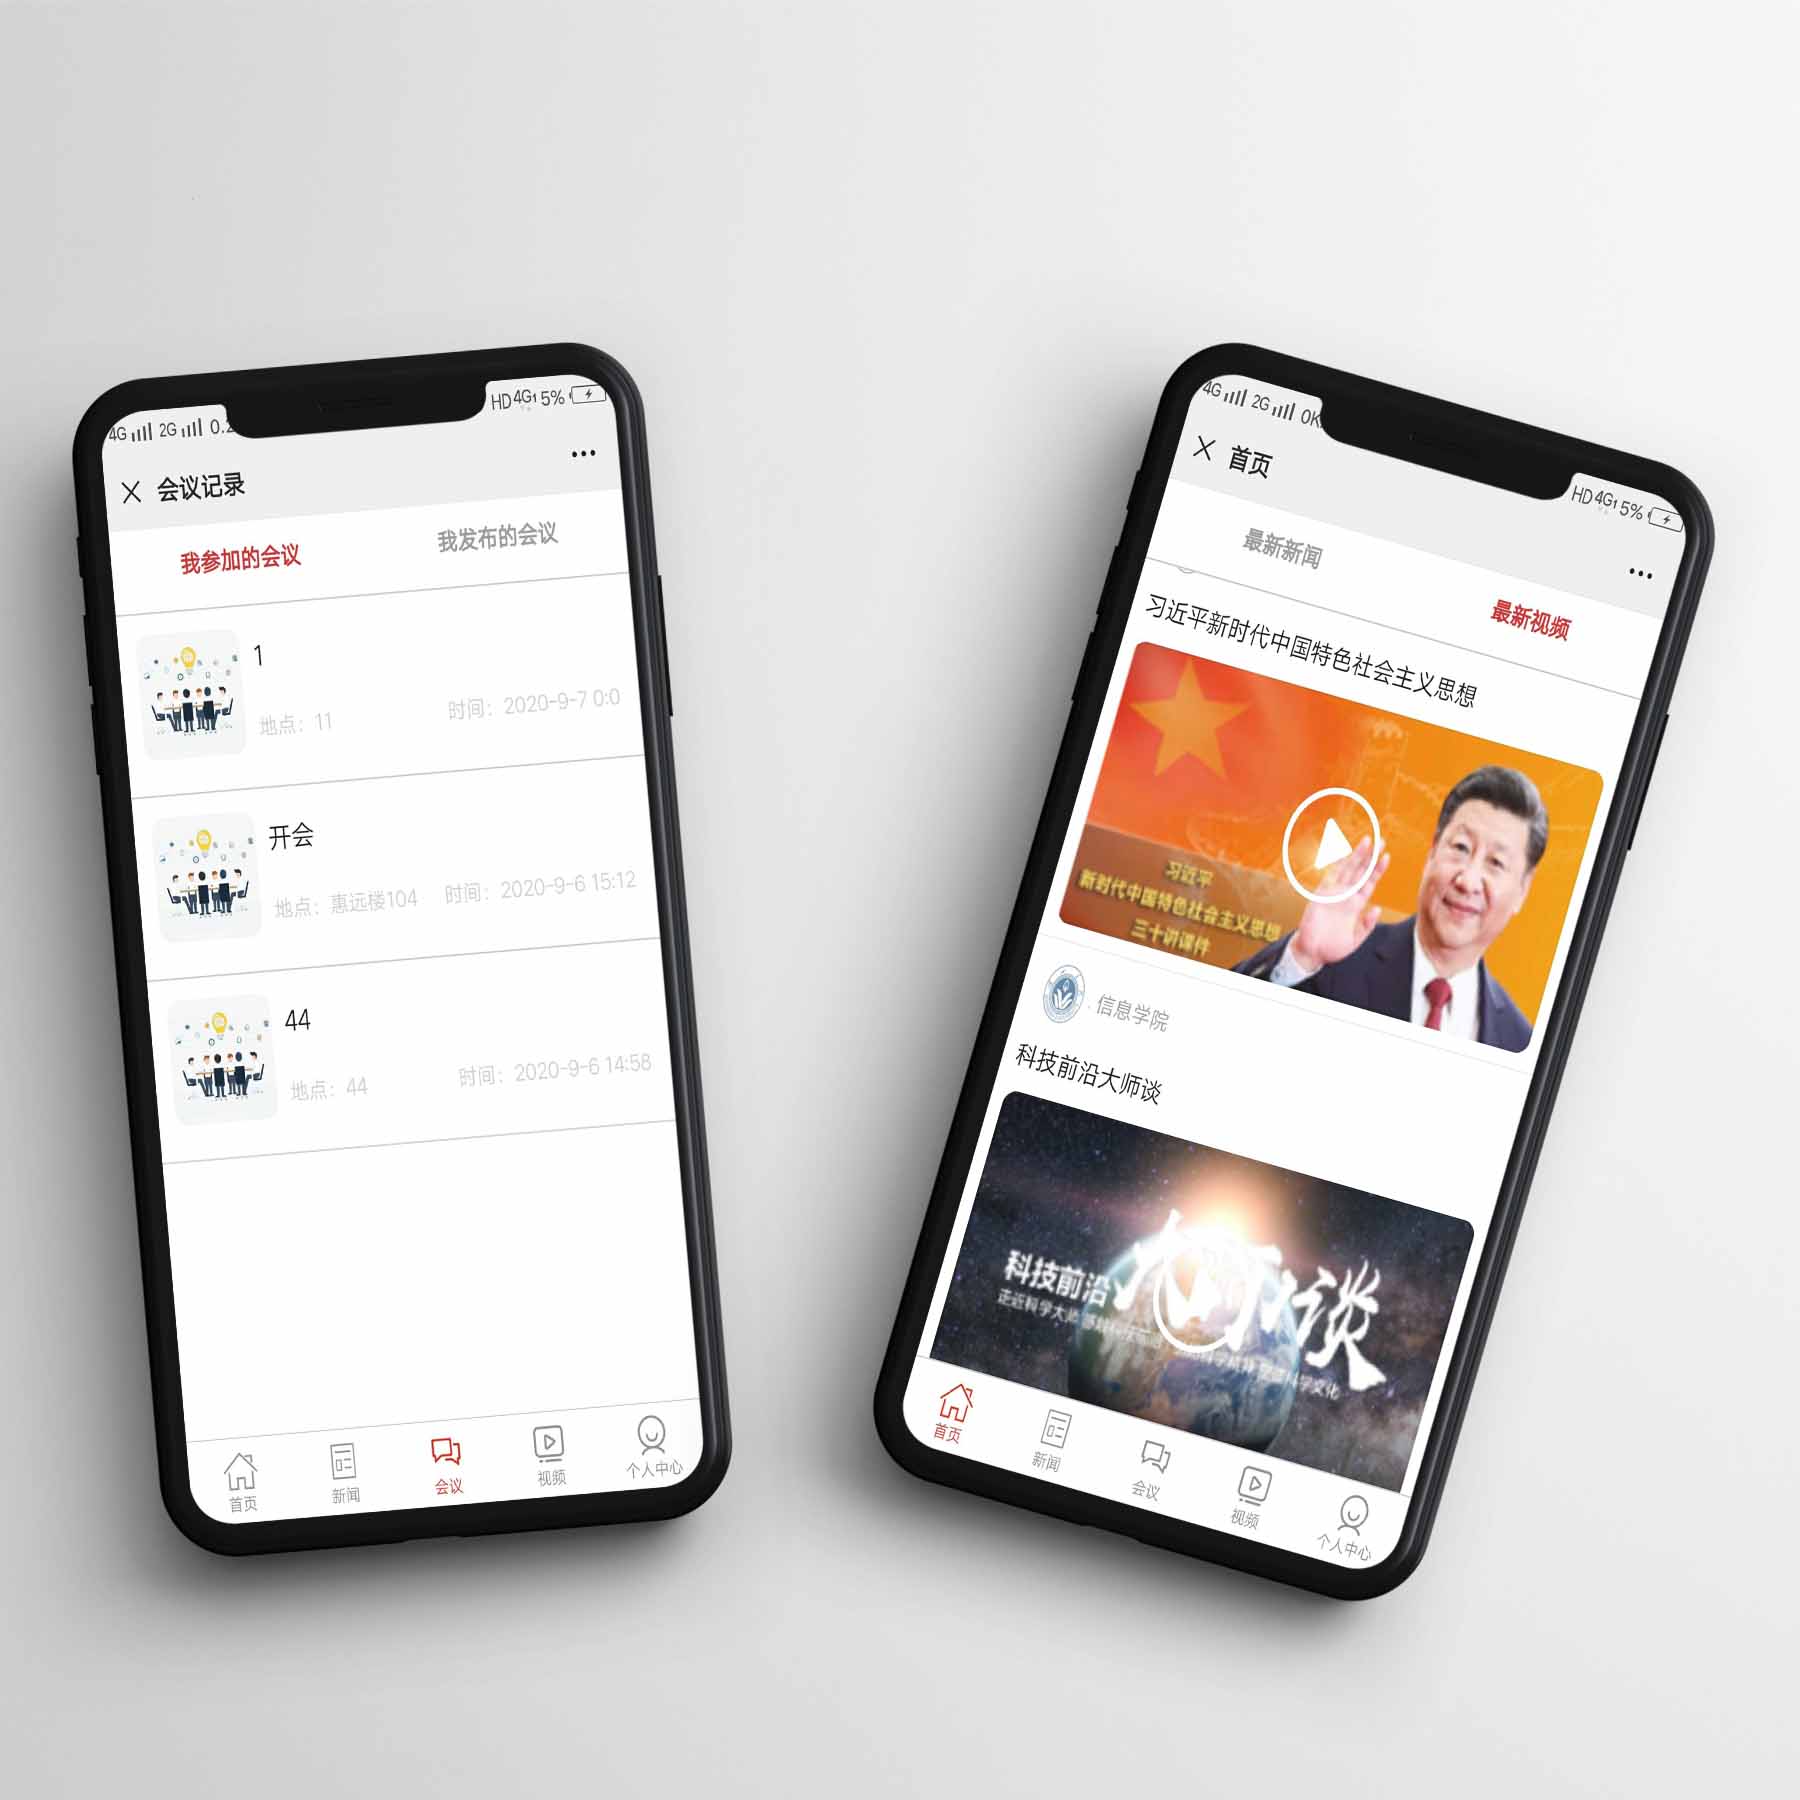 4G 2G 0.2
HD 4G 5%
会议记录
我参加的会议
我发布的会议
1
地点：11
时间：2020-9-7 0:0
开会
地点：惠远楼104
时间：2020-9-6 15:12
44
地点：44
时间：2020-9-6 14:58
首页
新闻
会议
视频
个人中心
4G 2G 0K
HD 4G 5%
首页
最新新闻
最新视频
习近平新时代中国特色社会主义思想
习近平
新时代中国特色社会主义思想
三十讲课件
信息学院
科技前沿大师谈
科技前沿
谈
走近科学大师
科学文化
首页
新闻
会议
视频
个人中心